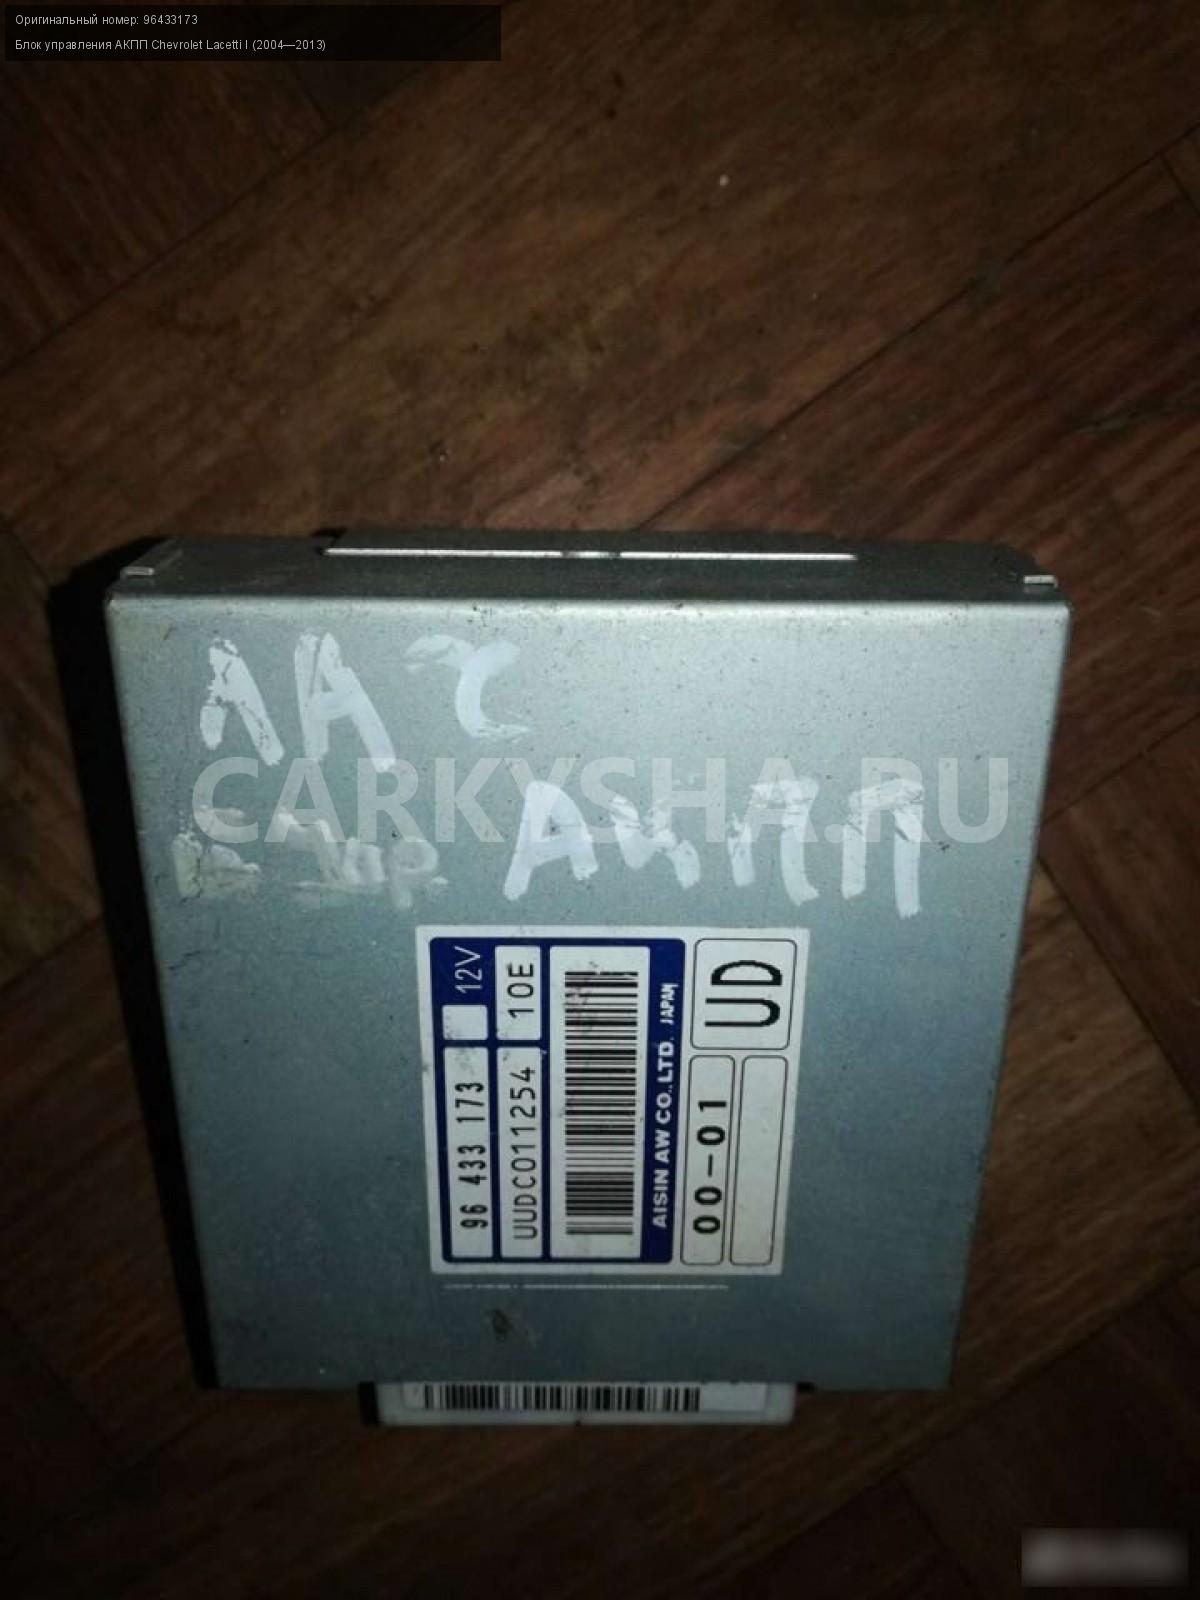 Оригинальный номер: 96433173
Блок управления АКПП Chevrolet Lacetti I (2004—2013)
ЛАС
CARKYSHA.RU
АКПП
96 433 173 12V
UUDC011254 10E
AISIN AW CO.,LTD. JAPAN
00-01 UD